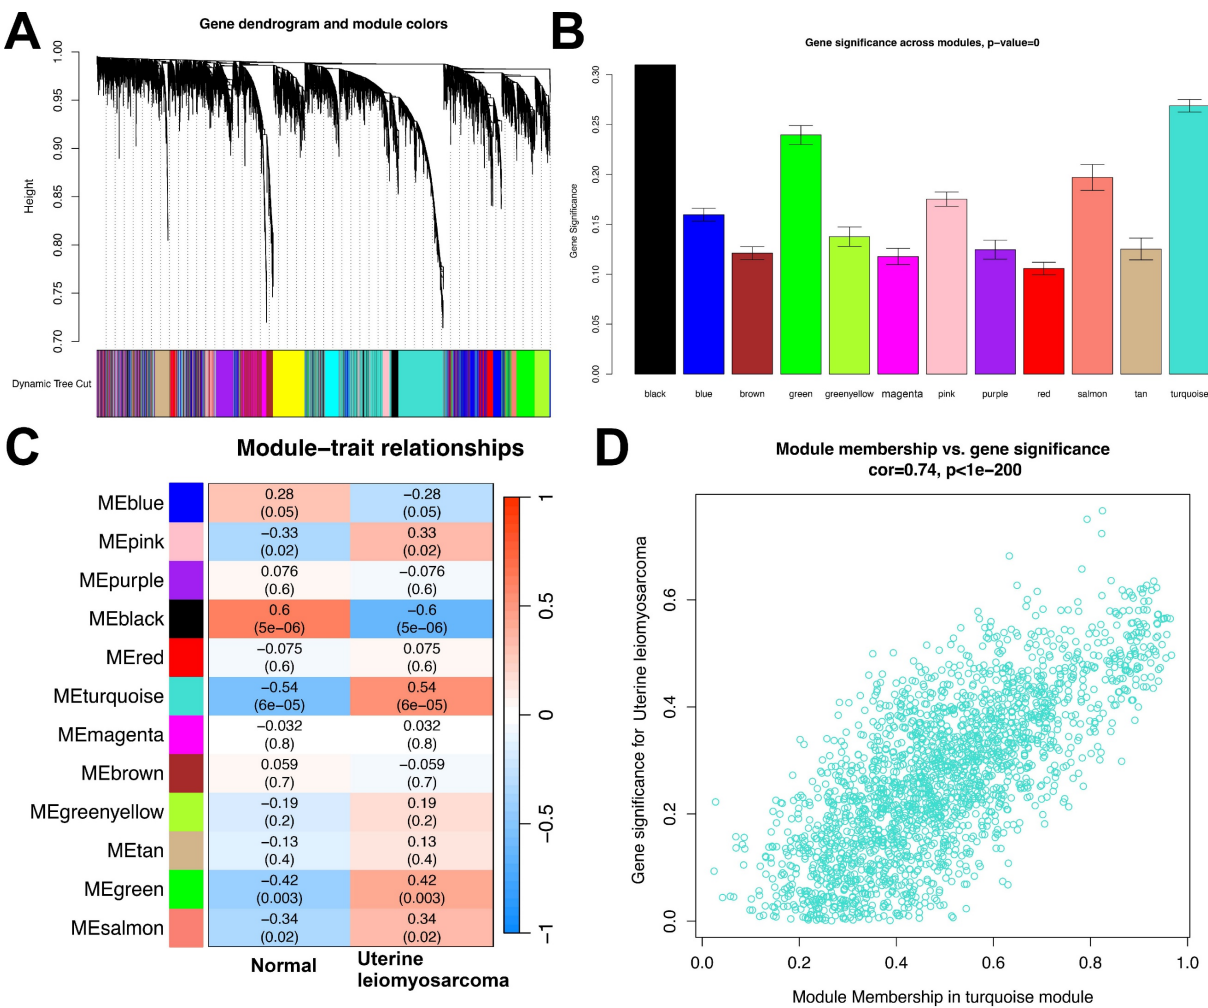 A
Gene dendrogram and module colors
Height
1.00
0.95
0.90
0.85
0.80
0.75
0.70
Dynamic Tree Cut
B
Gene significance across modules, p−value=0
Gene Significance
0.30
0.25
0.20
0.15
0.10
0.05
0.00
black blue brown green greenyellow magenta pink purple red salmon tan turquoise
C
Module−trait relationships
MEblue 0.28 −0.28
(0.05) (0.05)
MEpink −0.33 0.33
(0.02) (0.02)
MEpurple 0.076 −0.076
(0.6) (0.6)
MEblack 0.6 −0.6
(5e−06) (5e−06)
MEred −0.075 0.075
(0.6) (0.6)
MEturquoise −0.54 0.54
(6e−05) (6e−05)
MEmagenta −0.032 0.032
(0.8) (0.8)
MEbrown 0.059 −0.059
(0.7) (0.7)
MEgreenyellow −0.19 0.19
(0.2) (0.2)
MEtan −0.13 0.13
(0.4) (0.4)
MEgreen −0.42 0.42
(0.003) (0.003)
MEsalmon −0.34 0.34
(0.02) (0.02)
Normal
Uterine
leiomyosarcoma
1
0.5
0
−0.5
−1
D
Module membership vs. gene significance
cor=0.74, p<1e−200
Gene significance for Uterine leiomyosarcoma
0.6
0.4
0.2
0.0
0.0 0.2 0.4 0.6 0.8 1.0
Module Membership in turquoise module